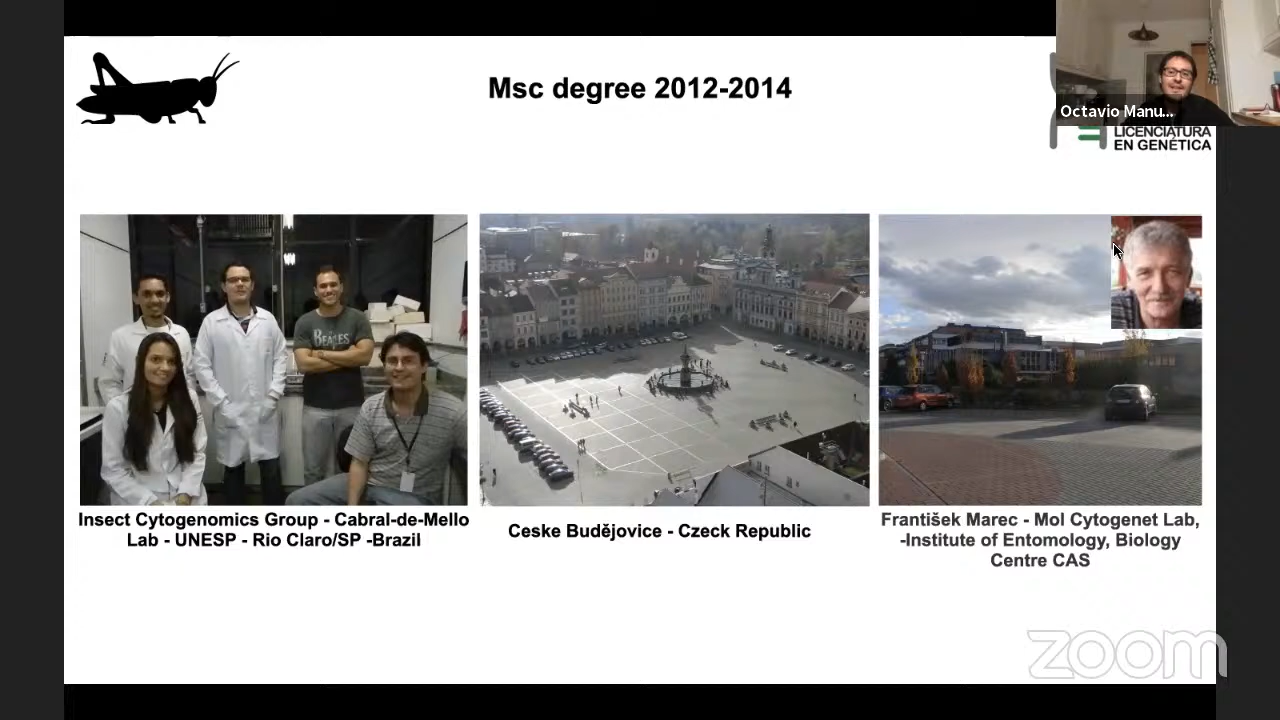 Msc degree 2012-2014
Octavio Manu...
LICENCIATURA
EN GENÉTICA
BEATLES
Insect Cytogenomics Group - Cabral-de-Mello
Lab - UNESP - Rio Claro/SP -Brazil
Ceske Budějovice - Czeck Republic
František Marec - Mol Cytogenet Lab,
-Institute of Entomology, Biology
Centre CAS
zoom